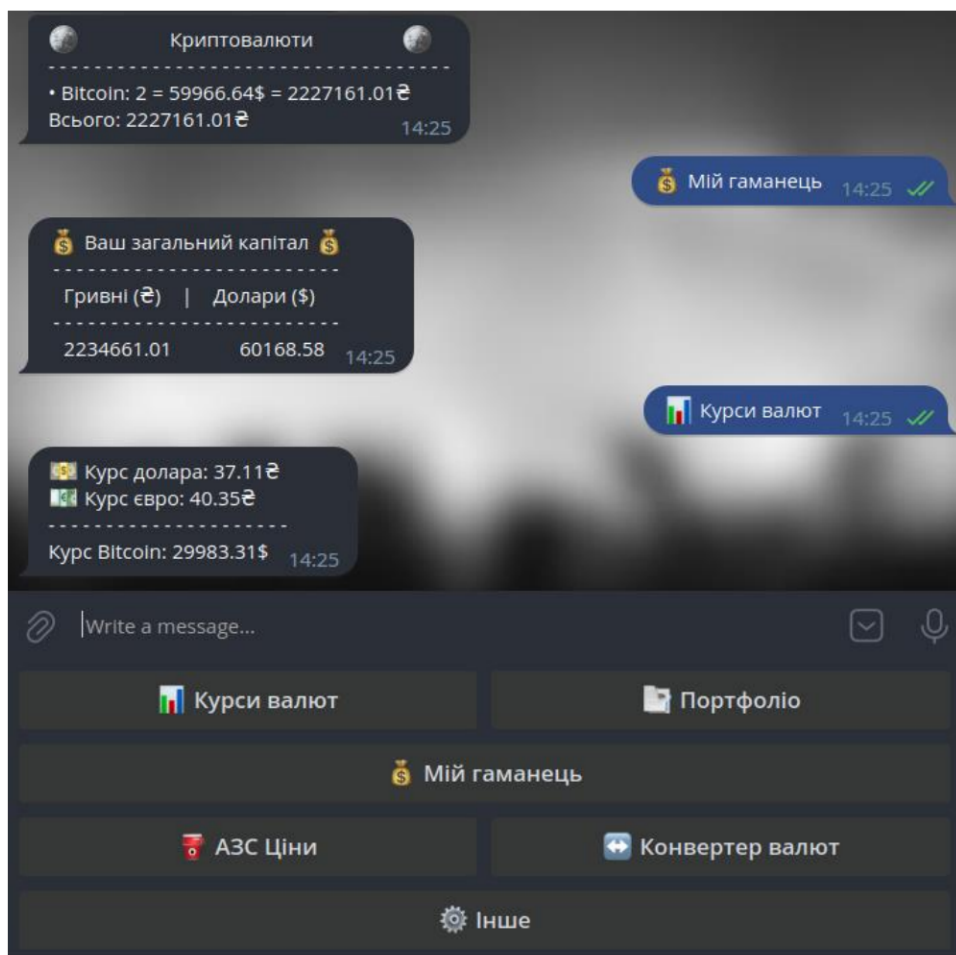 Криптовалюти
- - - - - - - - - - - - - - - - - - - - - - - - - - - - - - - - - - -
• Bitcoin: 2 = 59966.64$ = 2227161.01₴
Всього: 2227161.01₴ 14:25
Мій гаманець 14:25
Ваш загальний капітал
- - - - - - - - - - - - - - - - - - - - - - - - -
Гривні (₴) | Долари ($)
- - - - - - - - - - - - - - - - - - - - - - - - -
2234661.01 60168.58 14:25
Курси валют 14:25
Курс долара: 37.11₴
Курс євро: 40.35₴
- - - - - - - - - - - - - - - - - - - - -
Курс Bitcoin: 29983.31$ 14:25
Write a message...
Курси валют Портфоліо
Мій гаманець
АЗС Ціни Конвертер валют
Інше